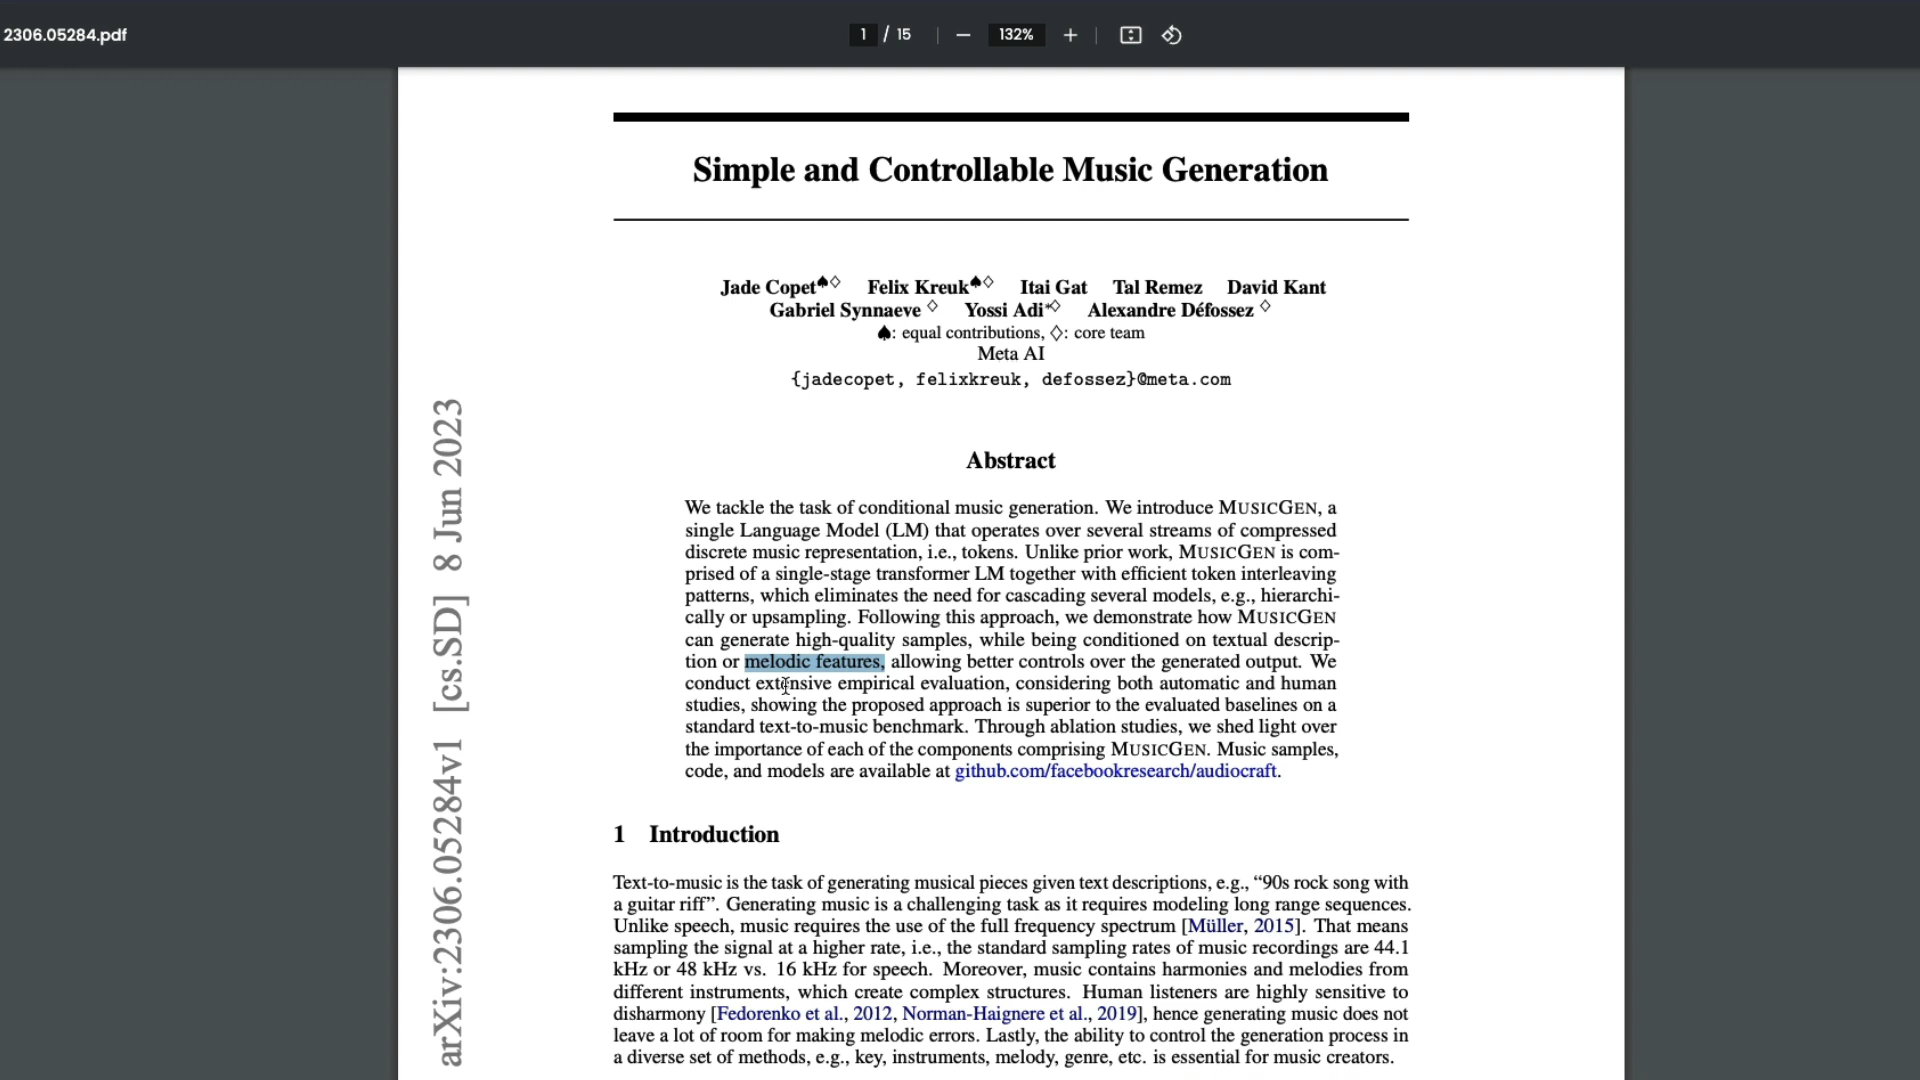 2306.05284.pdf
1 / 15 — 132% +
Simple and Controllable Music Generation
Jade Copet♠♢ Felix Kreuk♠♢ Itai Gat Tal Remez David Kant
Gabriel Synnaeve ♢ Yossi Adi*♢ Alexandre Défossez ♢
♠: equal contributions, ♢: core team
Meta AI
{jadecopet, felixkreuk, defossez}@meta.com
arXiv:2306.05284v1 [cs.SD] 8 Jun 2023
Abstract
We tackle the task of conditional music generation. We introduce MUSICGEN, a
single Language Model (LM) that operates over several streams of compressed
discrete music representation, i.e., tokens. Unlike prior work, MUSICGEN is com-
prised of a single-stage transformer LM together with efficient token interleaving
patterns, which eliminates the need for cascading several models, e.g., hierarchi-
cally or upsampling. Following this approach, we demonstrate how MUSICGEN
can generate high-quality samples, while being conditioned on textual descrip-
tion or melodic features, allowing better controls over the generated output. We
conduct extensive empirical evaluation, considering both automatic and human
studies, showing the proposed approach is superior to the evaluated baselines on a
standard text-to-music benchmark. Through ablation studies, we shed light over
the importance of each of the components comprising MUSICGEN. Music samples,
code, and models are available at github.com/facebookresearch/audiocraft.
1 Introduction
Text-to-music is the task of generating musical pieces given text descriptions, e.g., “90s rock song with
a guitar riff”. Generating music is a challenging task as it requires modeling long range sequences.
Unlike speech, music requires the use of the full frequency spectrum [Müller, 2015]. That means
sampling the signal at a higher rate, i.e., the standard sampling rates of music recordings are 44.1
kHz or 48 kHz vs. 16 kHz for speech. Moreover, music contains harmonies and melodies from
different instruments, which create complex structures. Human listeners are highly sensitive to
disharmony [Fedorenko et al., 2012, Norman-Haignere et al., 2019], hence generating music does not
leave a lot of room for making melodic errors. Lastly, the ability to control the generation process in
a diverse set of methods, e.g., key, instruments, melody, genre, etc. is essential for music creators.